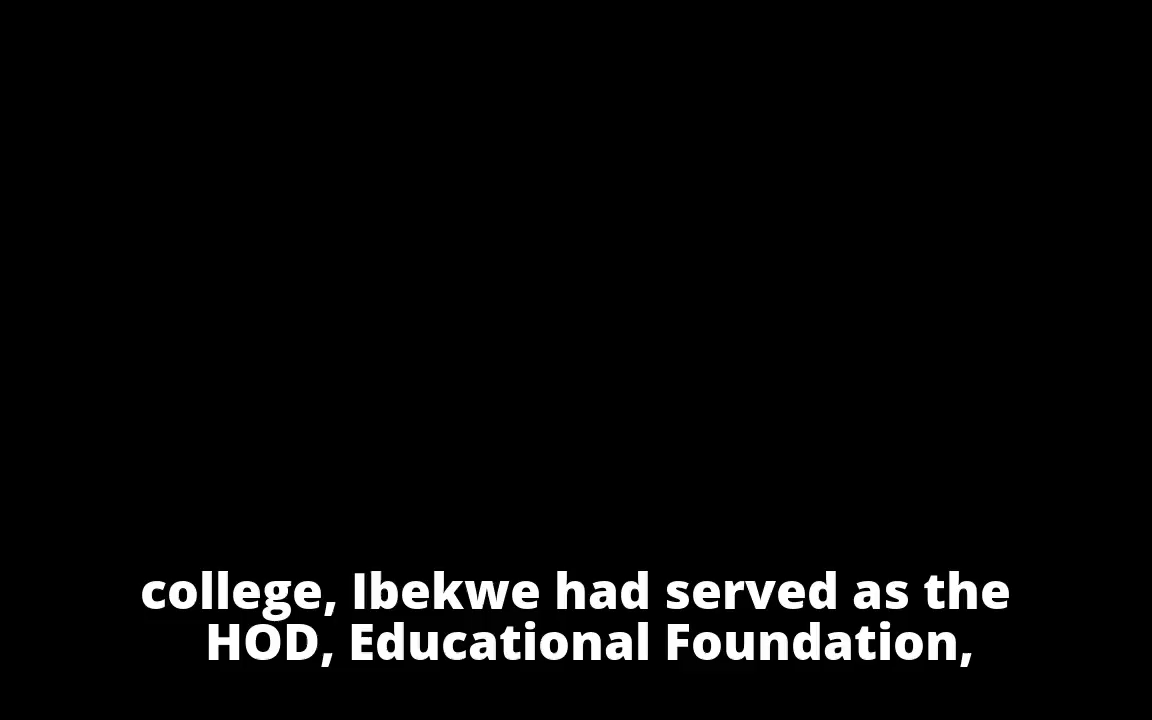 college, Ibekwe had served as the
HOD, Educational Foundation,